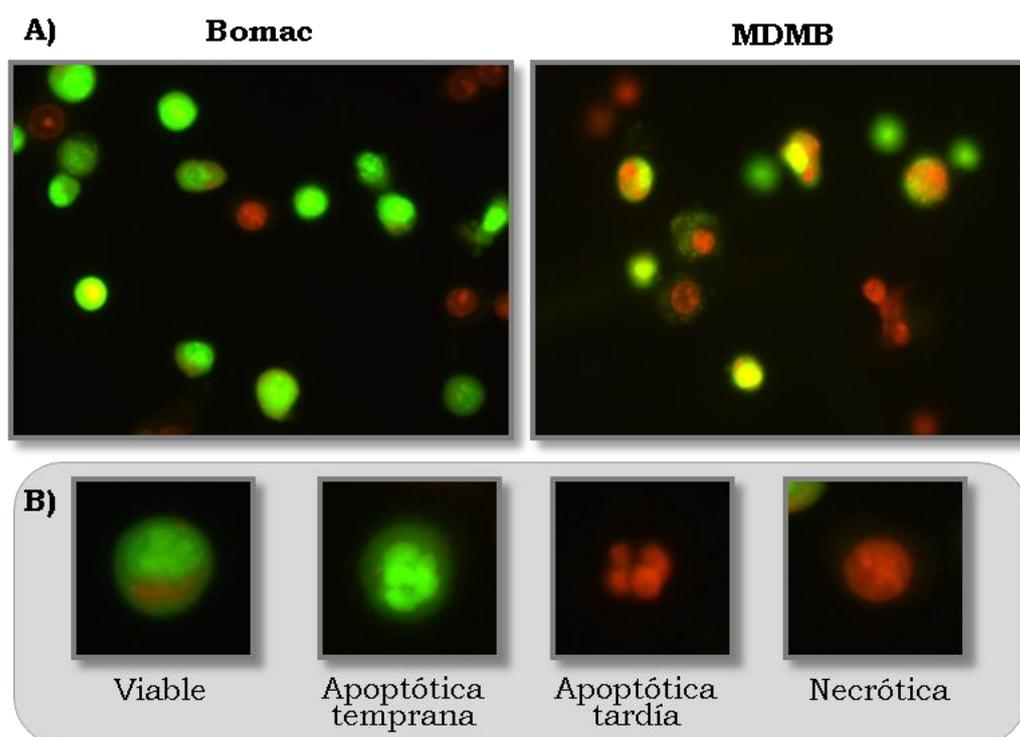 A)
Bomac
MDMB
B)
Viable
Apoptótica
temprana
Apoptótica
tardía
Necrótica